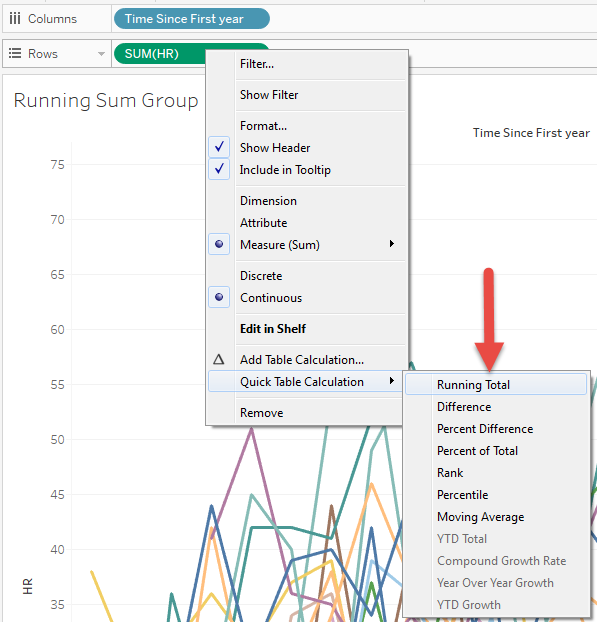 Columns
Time Since First year
Rows
SUM(HR)
Running Sum Group
Time Since First year
75
70
65
60
55
50
45
40
35
HR
Filter...
Show Filter
Format...
Show Header
Include in Tooltip
Dimension
Attribute
Measure (Sum)
Discrete
Continuous
Edit in Shelf
Add Table Calculation...
Quick Table Calculation
Remove
Running Total
Difference
Percent Difference
Percent of Total
Rank
Percentile
Moving Average
YTD Total
Compound Growth Rate
Year Over Year Growth
YTD Growth